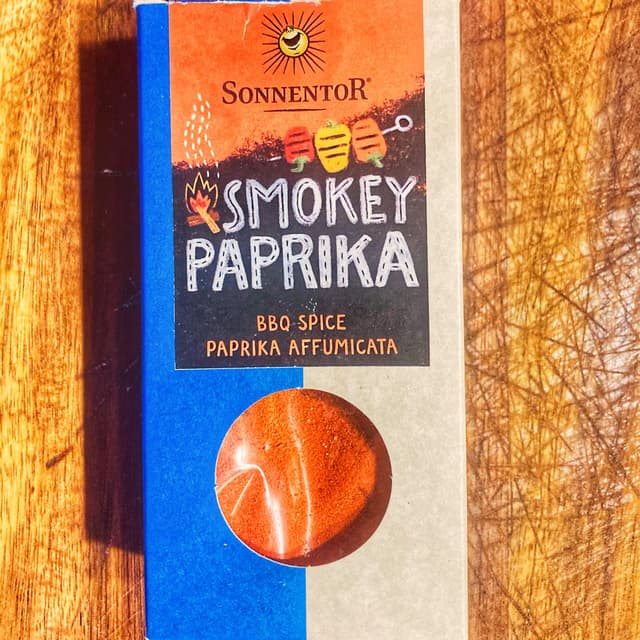 SONNENTOR®
SMOKEY
PAPRIKA
BBQ SPICE
PAPRIKA AFFUMICATA